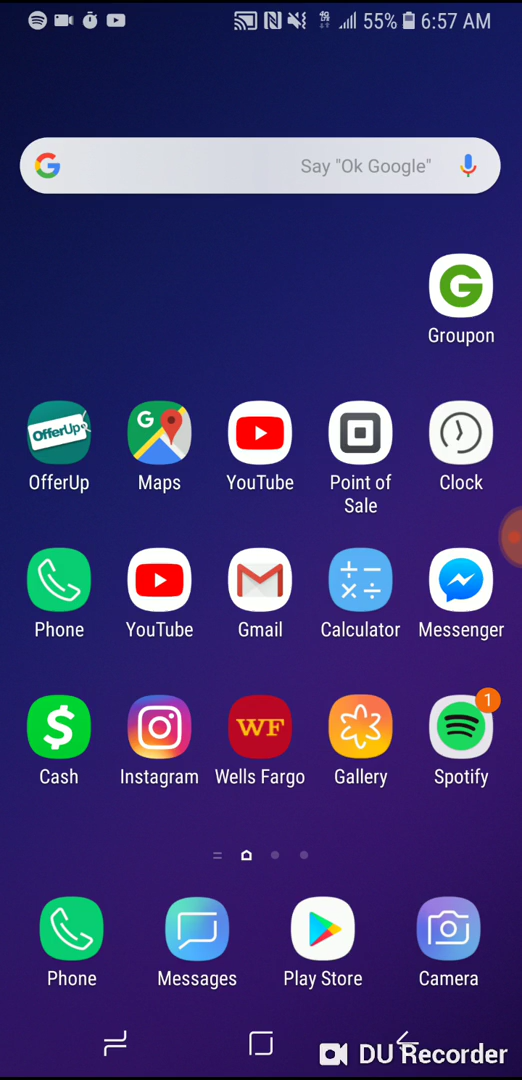 55% 6:57 AM
Say "Ok Google"
Groupon
OfferUp
OfferUp Maps YouTube Point of Sale Clock
Phone YouTube Gmail Calculator Messenger
WF
1
Cash Instagram Wells Fargo Gallery Spotify
Phone Messages Play Store Camera
DU Recorder